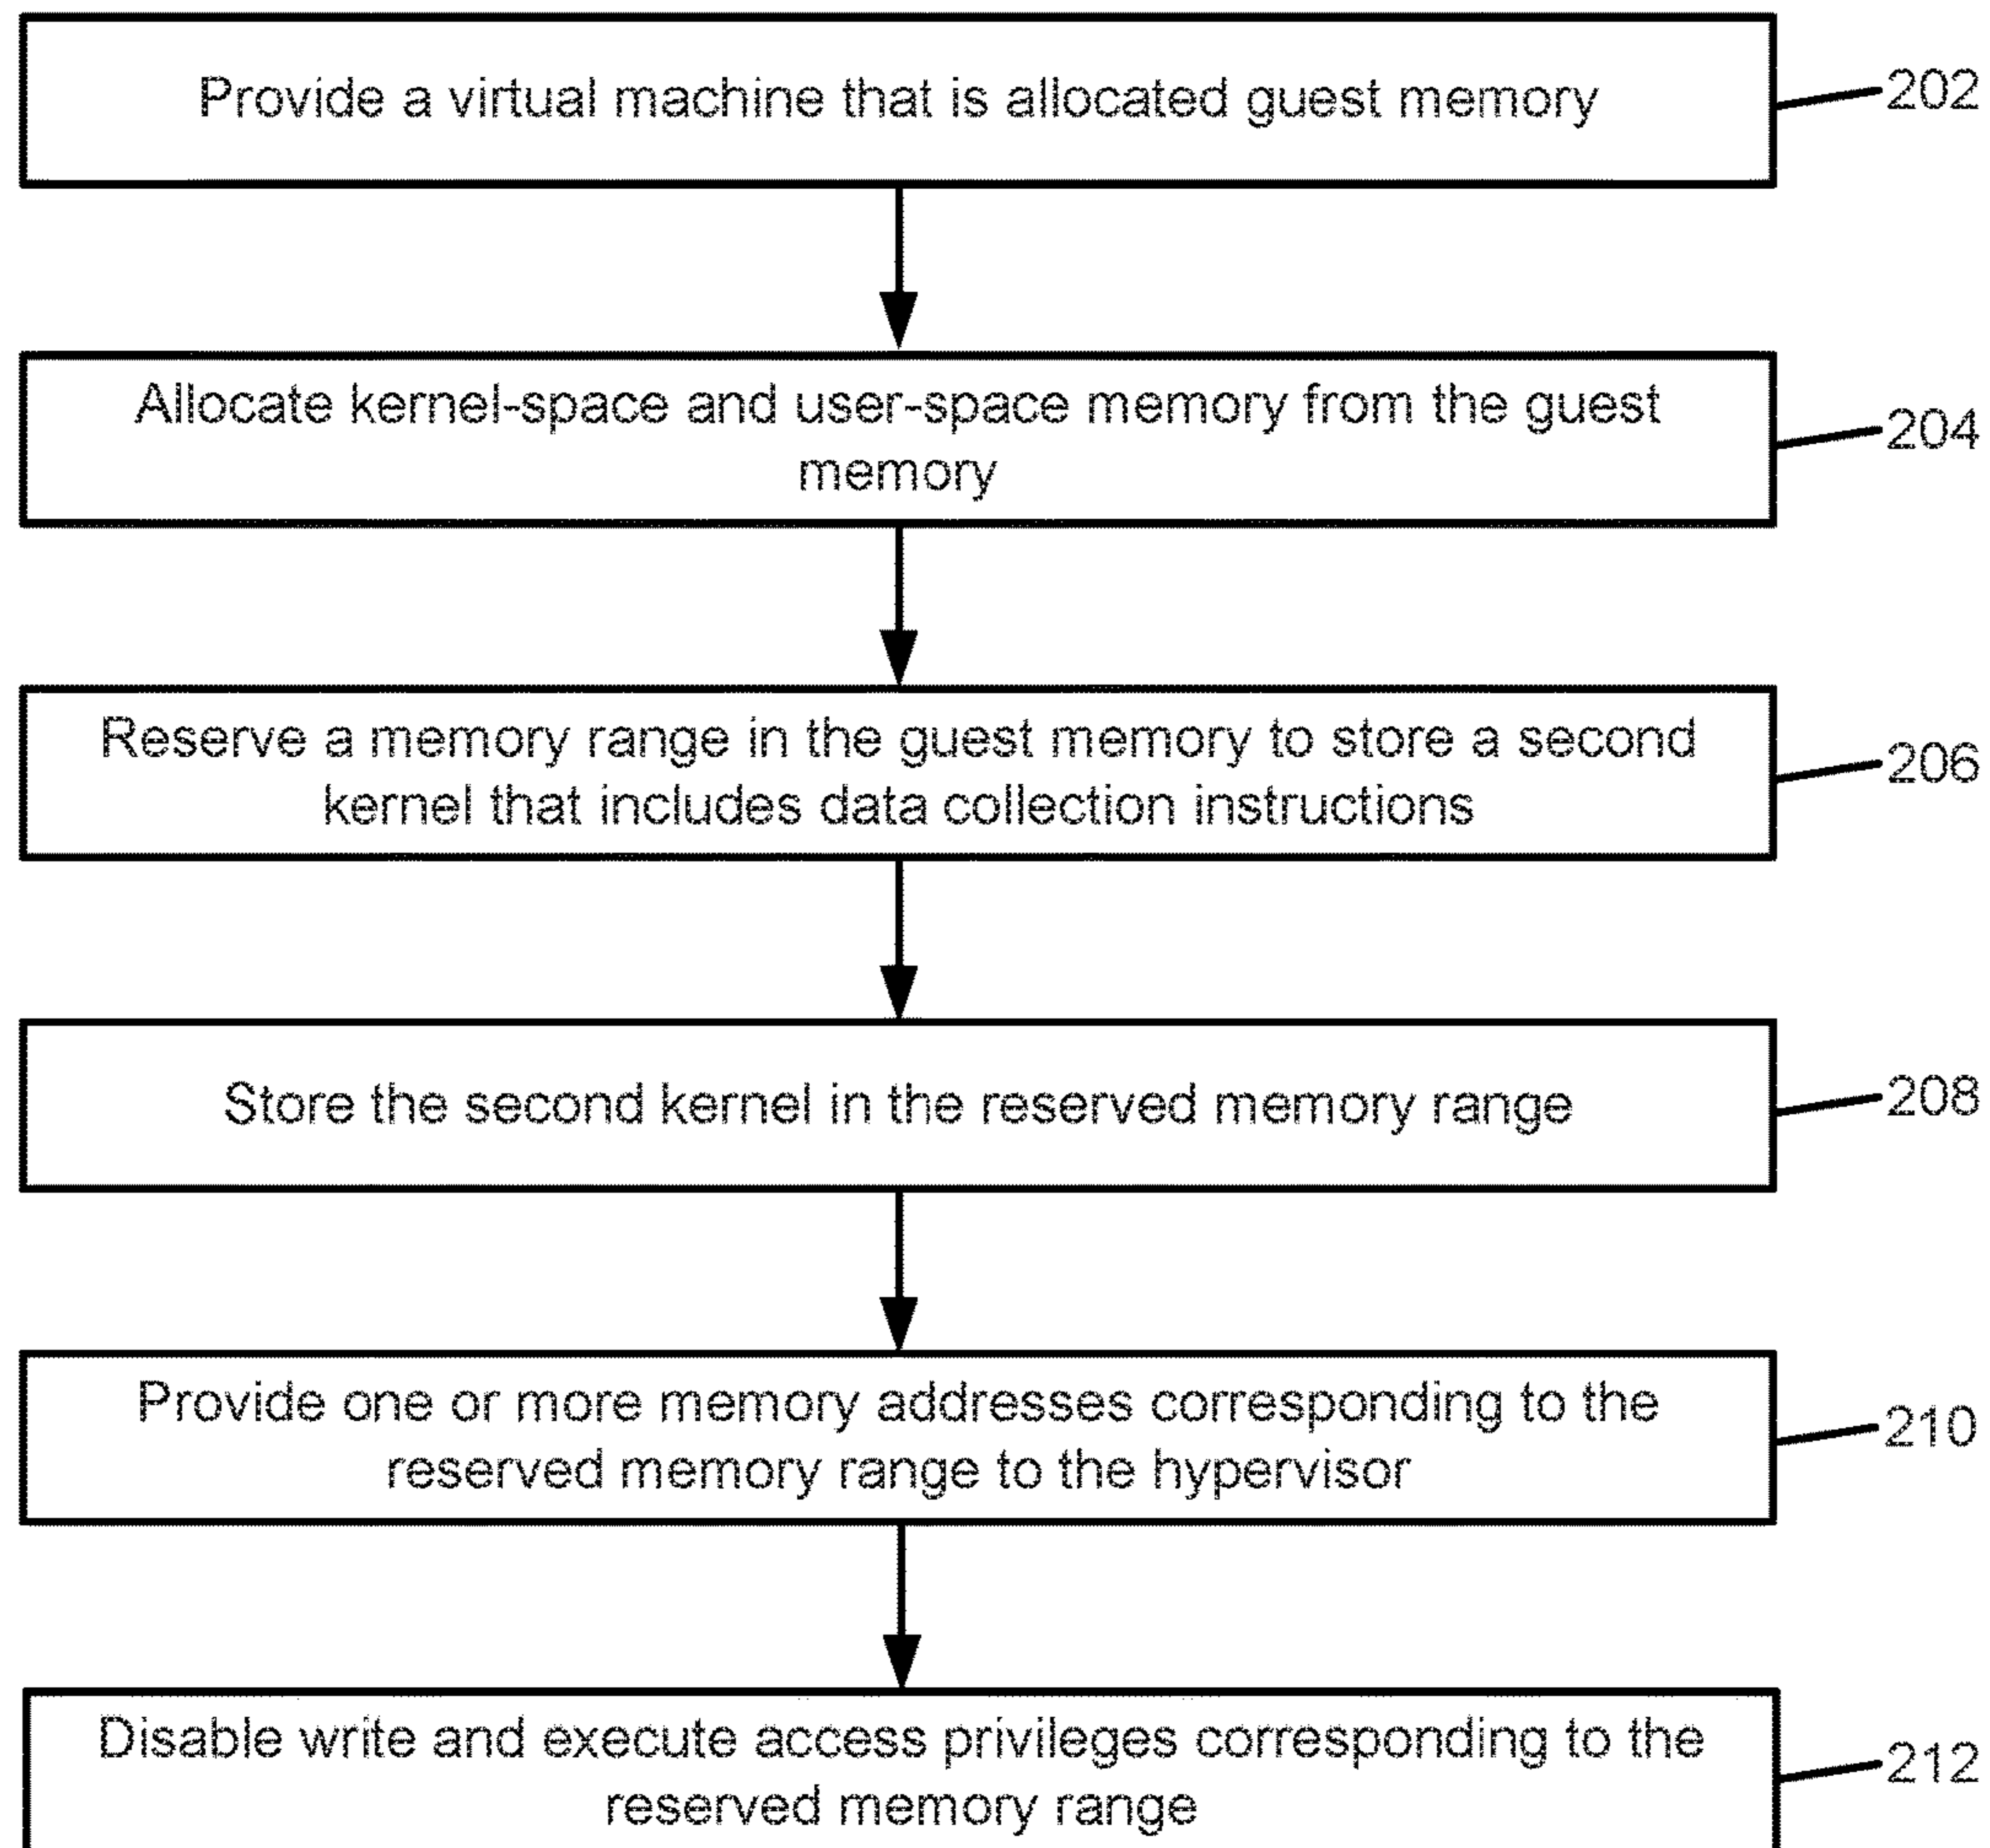 Provide a virtual machine that is allocated guest memory
202
Allocate kernel-space and user-space memory from the guest
memory
204
Reserve a memory range in the guest memory to store a second
kernel that includes data collection instructions
206
Store the second kernel in the reserved memory range
208
Provide one or more memory addresses corresponding to the
reserved memory range to the hypervisor
210
Disable write and execute access privileges corresponding to the
reserved memory range
212